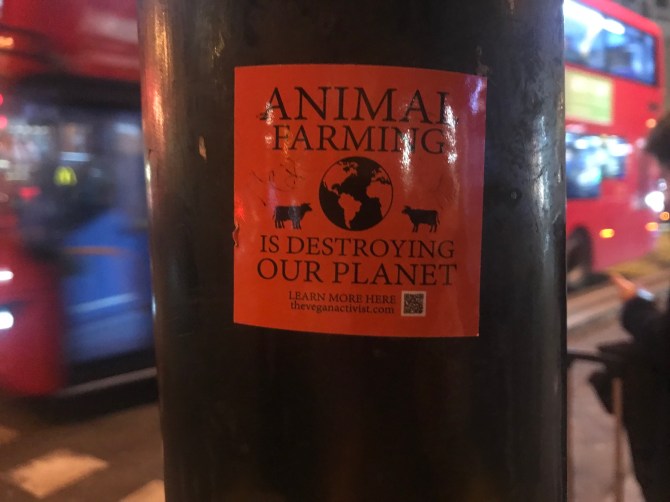 ANIMAL
FARMING
IS DESTROYING
OUR PLANET
LEARN MORE HERE
theveganactivist.com